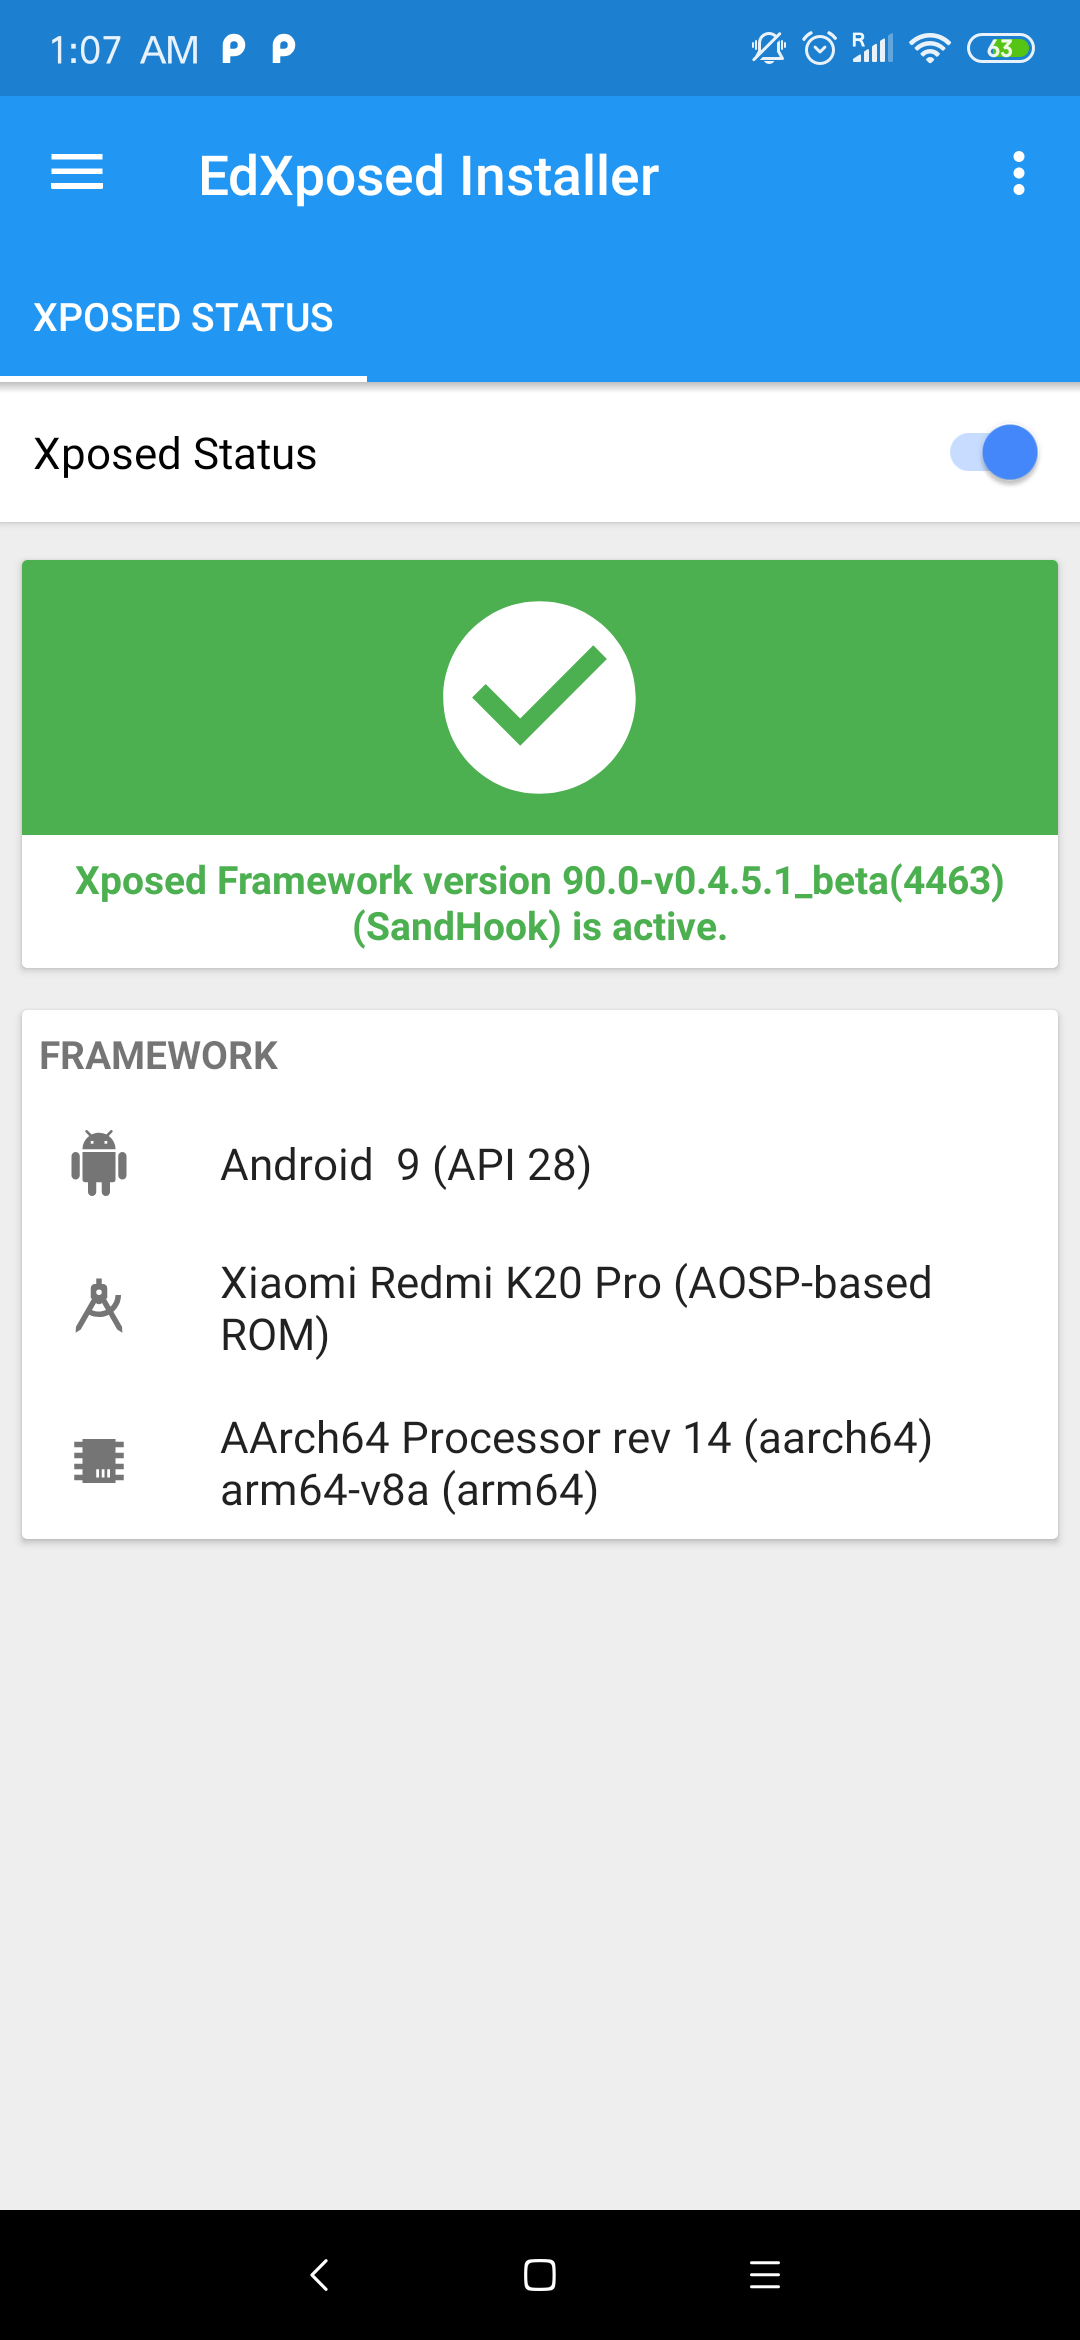 1:07 AM
R
63
EdXposed Installer
XPOSED STATUS
Xposed Status
Xposed Framework version 90.0-v0.4.5.1_beta(4463)
(SandHook) is active.
FRAMEWORK
Android  9 (API 28)
Xiaomi Redmi K20 Pro (AOSP-based
ROM)
AArch64 Processor rev 14 (aarch64)
arm64-v8a (arm64)